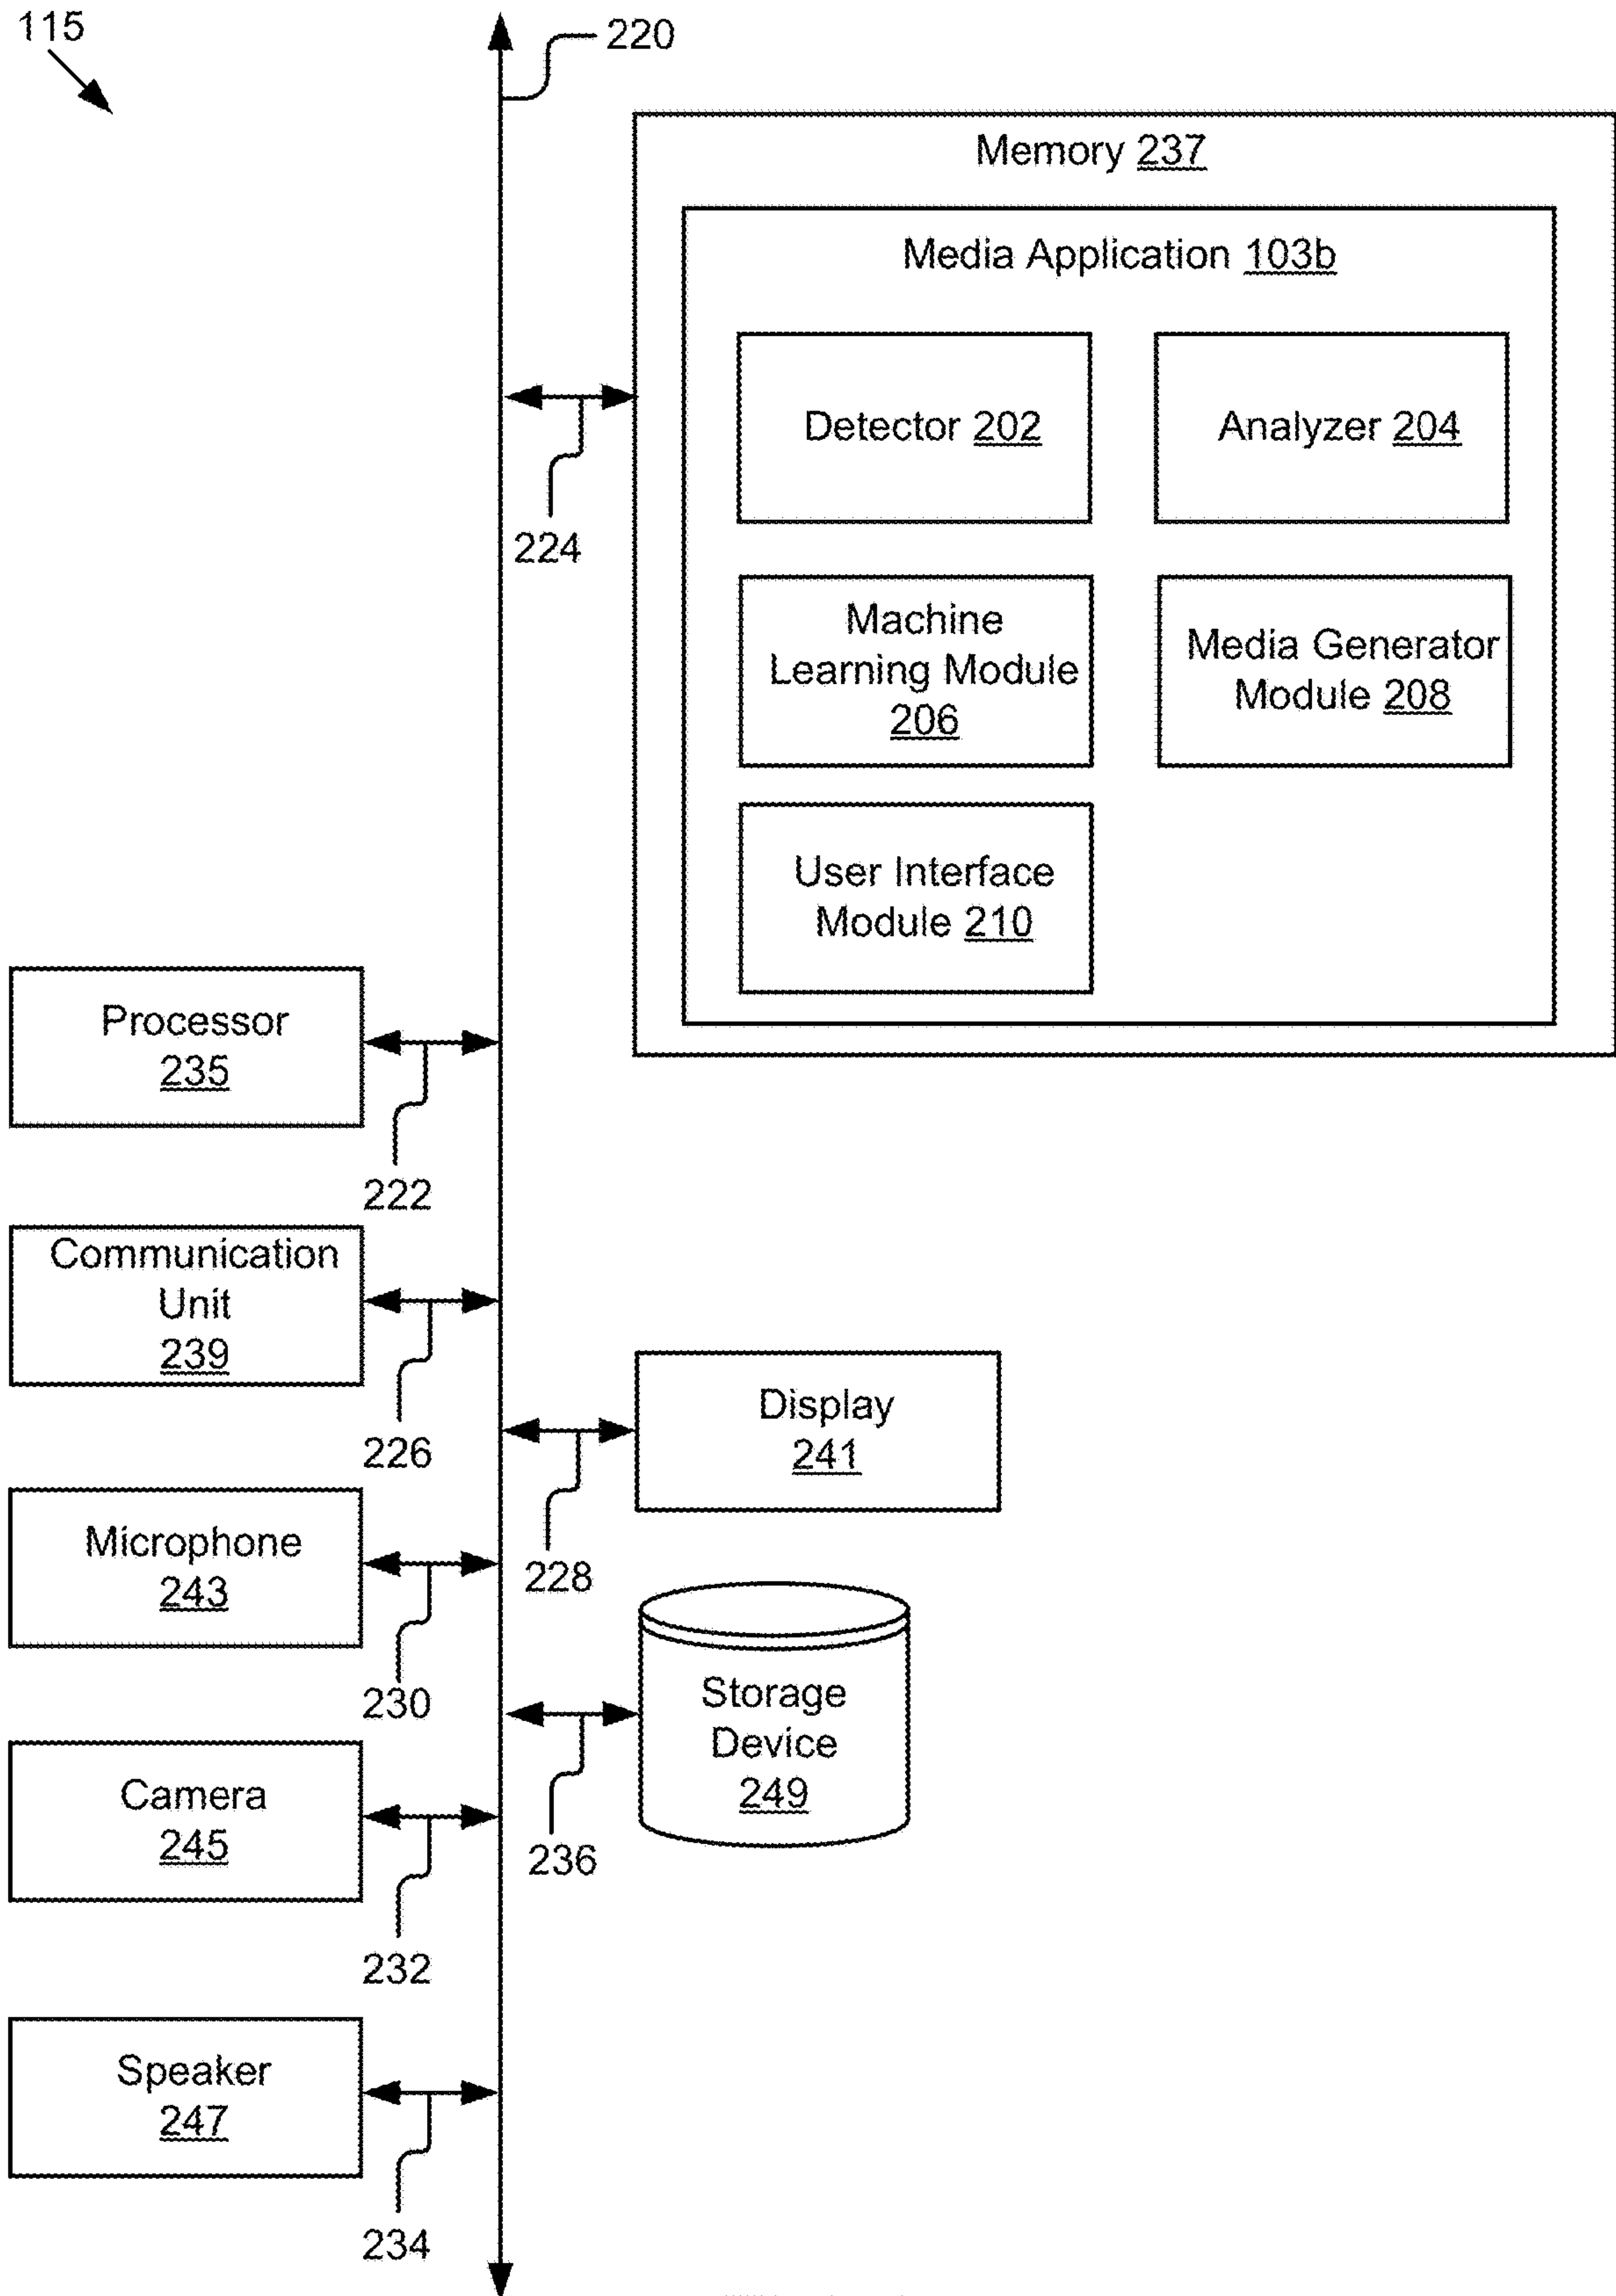 115
220
Memory 237
Media Application 103b
Detector 202
Analyzer 204
224
Machine
Learning Module
206
Media Generator
Module 208
User Interface
Module 210
Processor
235
222
Communication
Unit
239
226
Display
241
228
Microphone
243
230
Storage
Device
249
236
Camera
245
232
Speaker
247
234